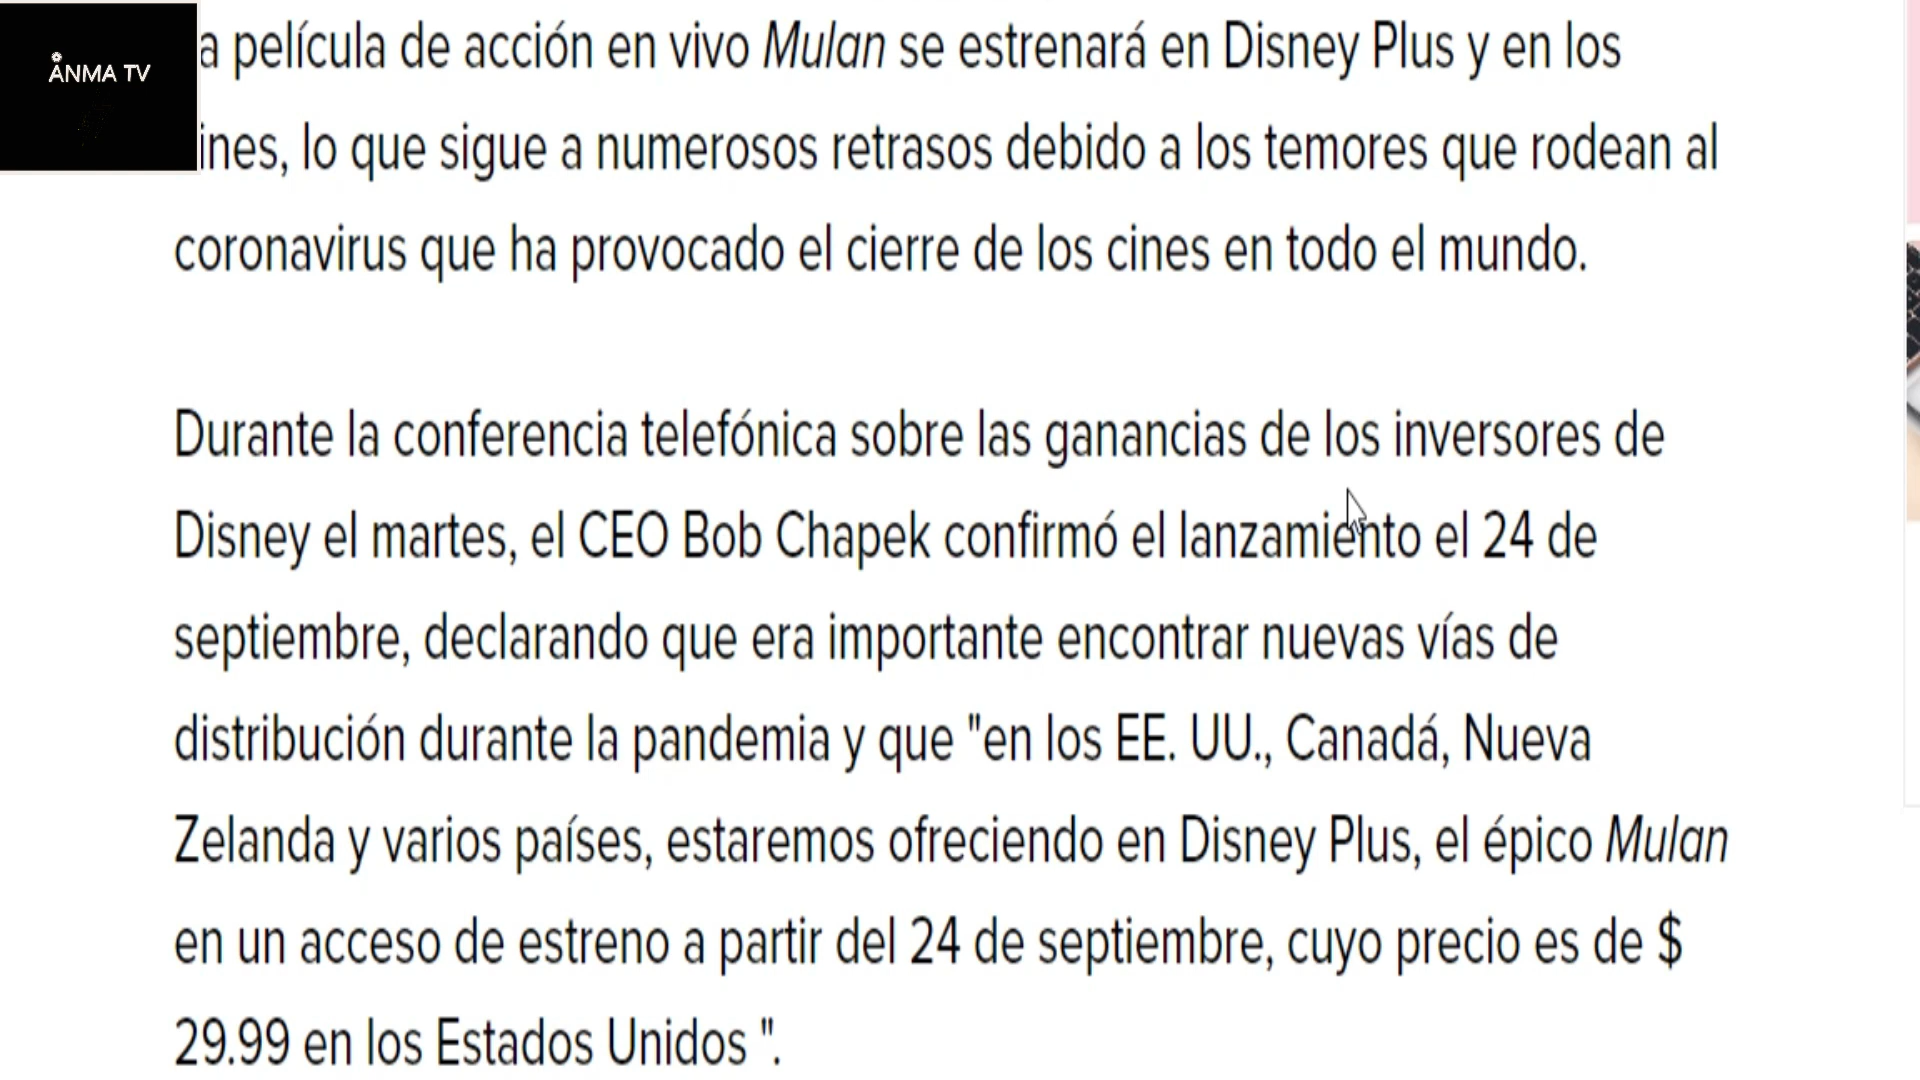 ÅNMA TV
a película de acción en vivo Mulan se estrenará en Disney Plus y en los
ines, lo que sigue a numerosos retrasos debido a los temores que rodean al
coronavirus que ha provocado el cierre de los cines en todo el mundo.
Durante la conferencia telefónica sobre las ganancias de los inversores de
Disney el martes, el CEO Bob Chapek confirmó el lanzamiento el 24 de
septiembre, declarando que era importante encontrar nuevas vías de
distribución durante la pandemia y que "en los EE. UU., Canadá, Nueva
Zelanda y varios países, estaremos ofreciendo en Disney Plus, el épico Mulan
en un acceso de estreno a partir del 24 de septiembre, cuyo precio es de $
29.99 en los Estados Unidos ".